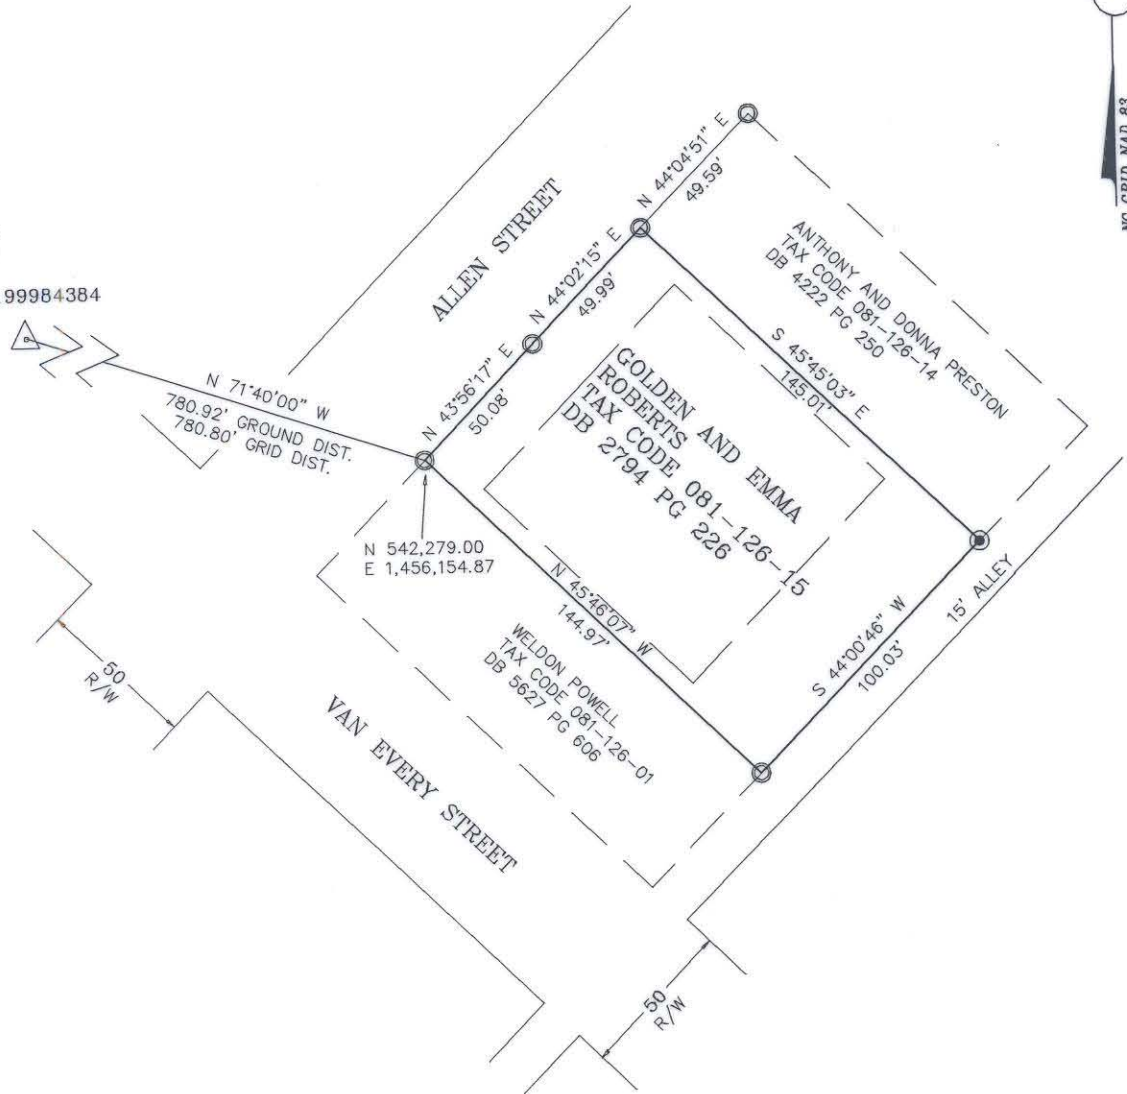 NC GRID NAD 83
N 44°04'51" E
49.59'
ALLEN STREET
N 44°02'15" E
49.99'
ANTHONY AND DONNA PRESTON
TAX CODE 081-126-14
DB 4222 PG 250
99984384
S 45°45'03" E
145.01'
N 43°56'17" E
50.08'
GOLDEN AND EMMA
ROBERTS
TAX CODE 081-126-15
DB 2794 PG 226
N 71°40'00" W
780.92' GROUND DIST.
780.80' GRID DIST.
N 542,279.00
E 1,456,154.87
N 45°46'07" W
144.97'
15' ALLEY
S 44°00'46" W
100.03'
WELDON POWELL
TAX CODE 081-126-01
DB 5627 PG 606
50
R/W
VAN EVERY STREET
50
R/W